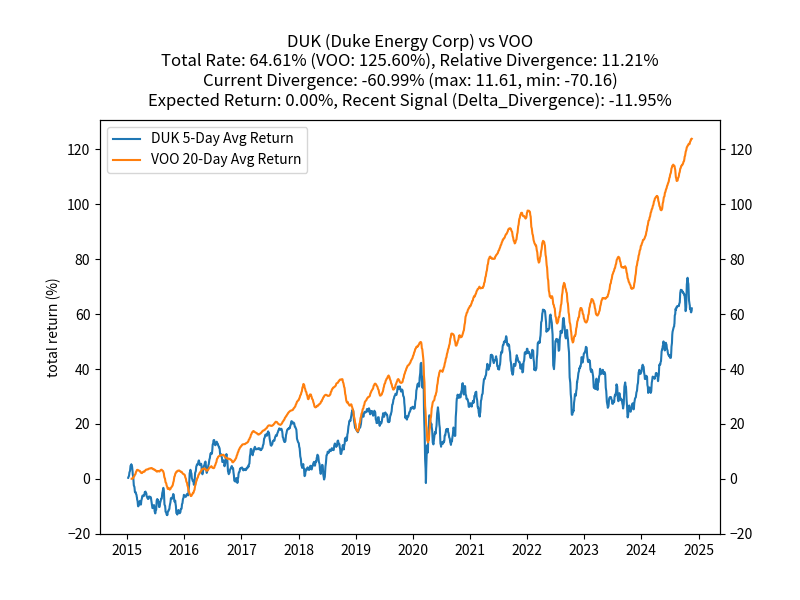 DUK (Duke Energy Corp) vs VOO
Total Rate: 64.61% (VOO: 125.60%), Relative Divergence: 11.21%
Current Divergence: -60.99% (max: 11.61, min: -70.16)
Expected Return: 0.00%, Recent Signal (Delta_Divergence): -11.95%
DUK 5-Day Avg Return
VOO 20-Day Avg Return
total return (%)
120
100
80
60
40
20
0
−20
120
100
80
60
40
20
0
−20
2015 2016 2017 2018 2019 2020 2021 2022 2023 2024 2025